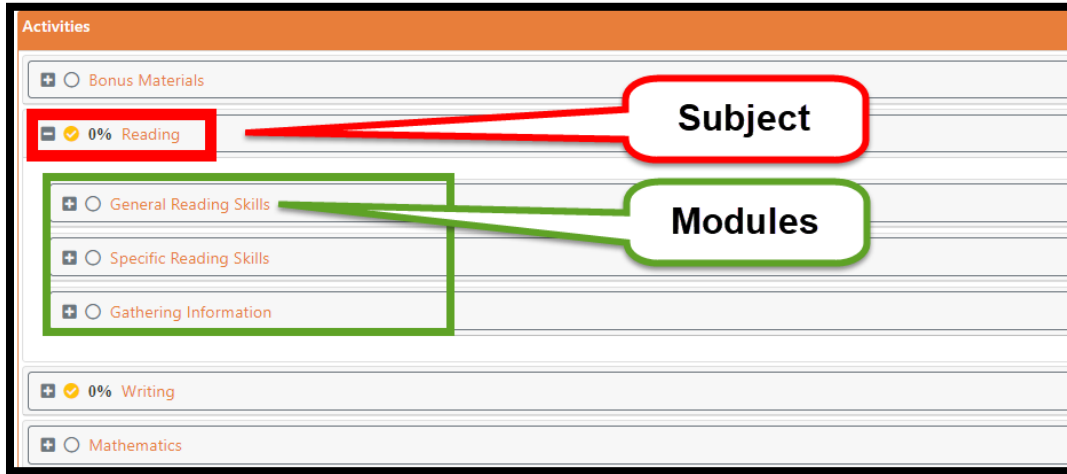 Activities
Bonus Materials
0% Reading
Subject
General Reading Skills
Modules
Specific Reading Skills
Gathering Information
0% Writing
Mathematics